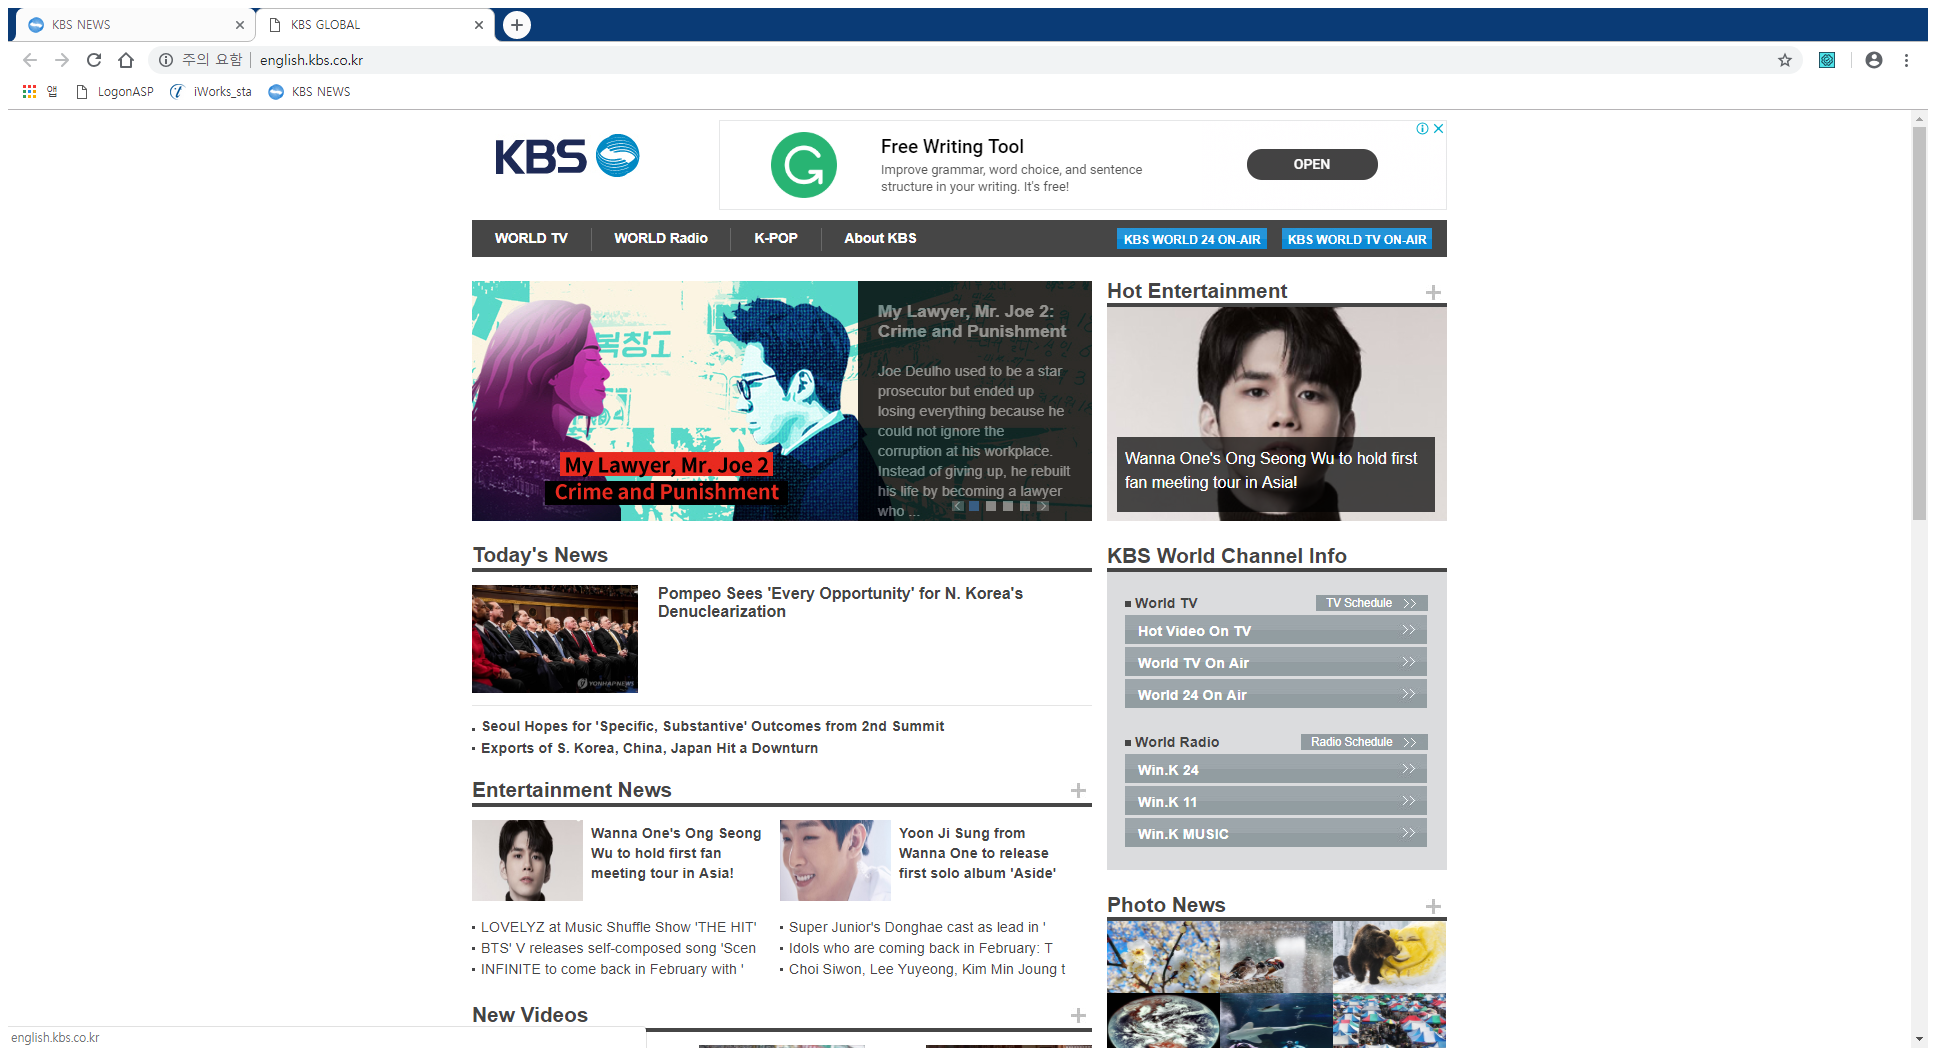 KBS NEWS
KBS GLOBAL
주의 요함
english.kbs.co.kr
앱
LogonASP
iWorks_sta
KBS NEWS
KBS
Free Writing Tool
Improve grammar, word choice, and sentence
structure in your writing. It's free!
OPEN
WORLD TV
WORLD Radio
K-POP
About KBS
KBS WORLD 24 ON-AIR
KBS WORLD TV ON-AIR
복창고
My Lawyer, Mr. Joe 2
Crime and Punishment
My Lawyer, Mr. Joe 2:
Crime and Punishment
Joe Deulho used to be a star
prosecutor but ended up
losing everything because he
could not ignore the
corruption at his workplace.
Instead of giving up, he rebuilt
his life by becoming a lawyer
who ...
Hot Entertainment
Wanna One's Ong Seong Wu to hold first
fan meeting tour in Asia!
Today's News
Pompeo Sees 'Every Opportunity' for N. Korea's
Denuclearization
YONHAPNEWS
Seoul Hopes for 'Specific, Substantive' Outcomes from 2nd Summit
Exports of S. Korea, China, Japan Hit a Downturn
KBS World Channel Info
World TV
TV Schedule
Hot Video On TV
World TV On Air
World 24 On Air
World Radio
Radio Schedule
Win.K 24
Win.K 11
Win.K MUSIC
Entertainment News
Wanna One's Ong Seong
Wu to hold first fan
meeting tour in Asia!
Yoon Ji Sung from
Wanna One to release
first solo album 'Aside'
LOVELYZ at Music Shuffle Show 'THE HIT'
BTS' V releases self-composed song 'Scen
INFINITE to come back in February with '
Super Junior's Donghae cast as lead in '
Idols who are coming back in February: T
Choi Siwon, Lee Yuyeong, Kim Min Joung t
Photo News
New Videos
english.kbs.co.kr